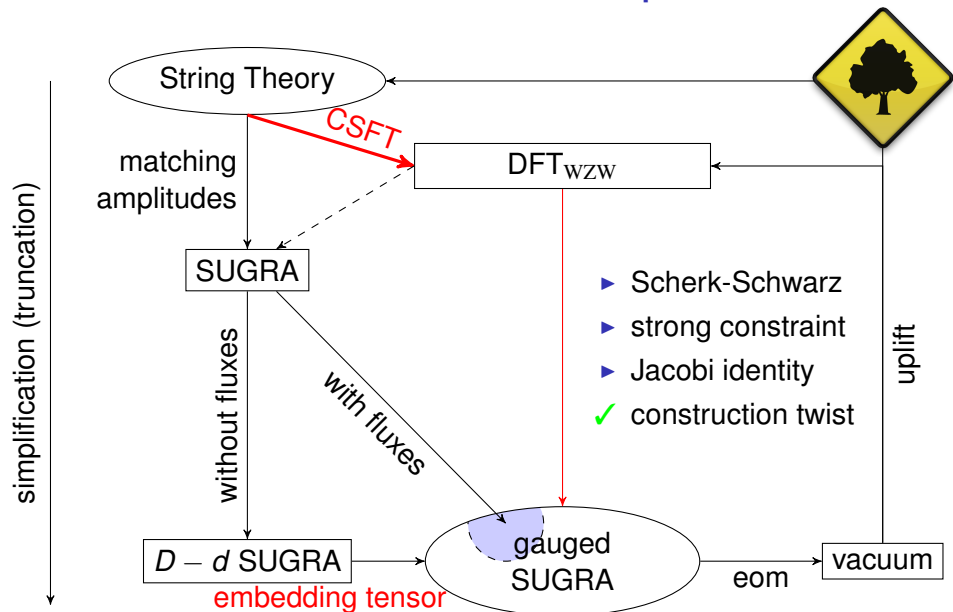 String Theory
CSFT
matching
amplitudes
DFT_WZW
SUGRA
simplification (truncation)
► Scherk-Schwarz
► strong constraint
► Jacobi identity
✓ construction twist
uplift
without fluxes
with fluxes
D − d SUGRA
gauged
SUGRA
vacuum
embedding tensor
eom